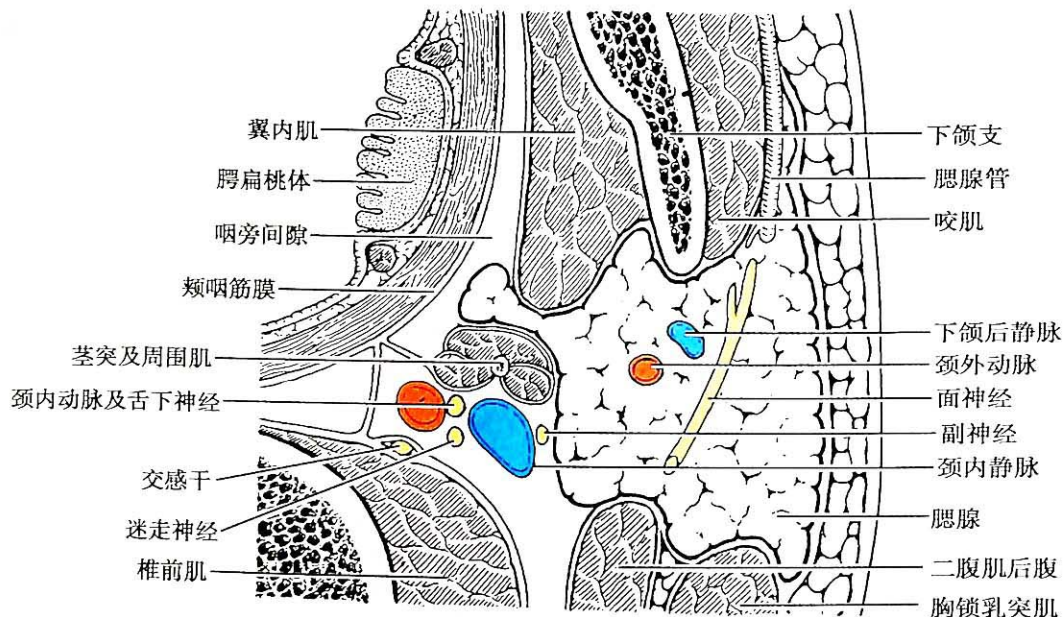 翼内肌
腭扁桃体
咽旁间隙
颊咽筋膜
茎突及周围肌
颈内动脉及舌下神经
交感干
迷走神经
椎前肌
下颌支
腮腺管
咬肌
下颌后静脉
颈外动脉
面神经
副神经
颈内静脉
腮腺
二腹肌后腹
胸锁乳突肌